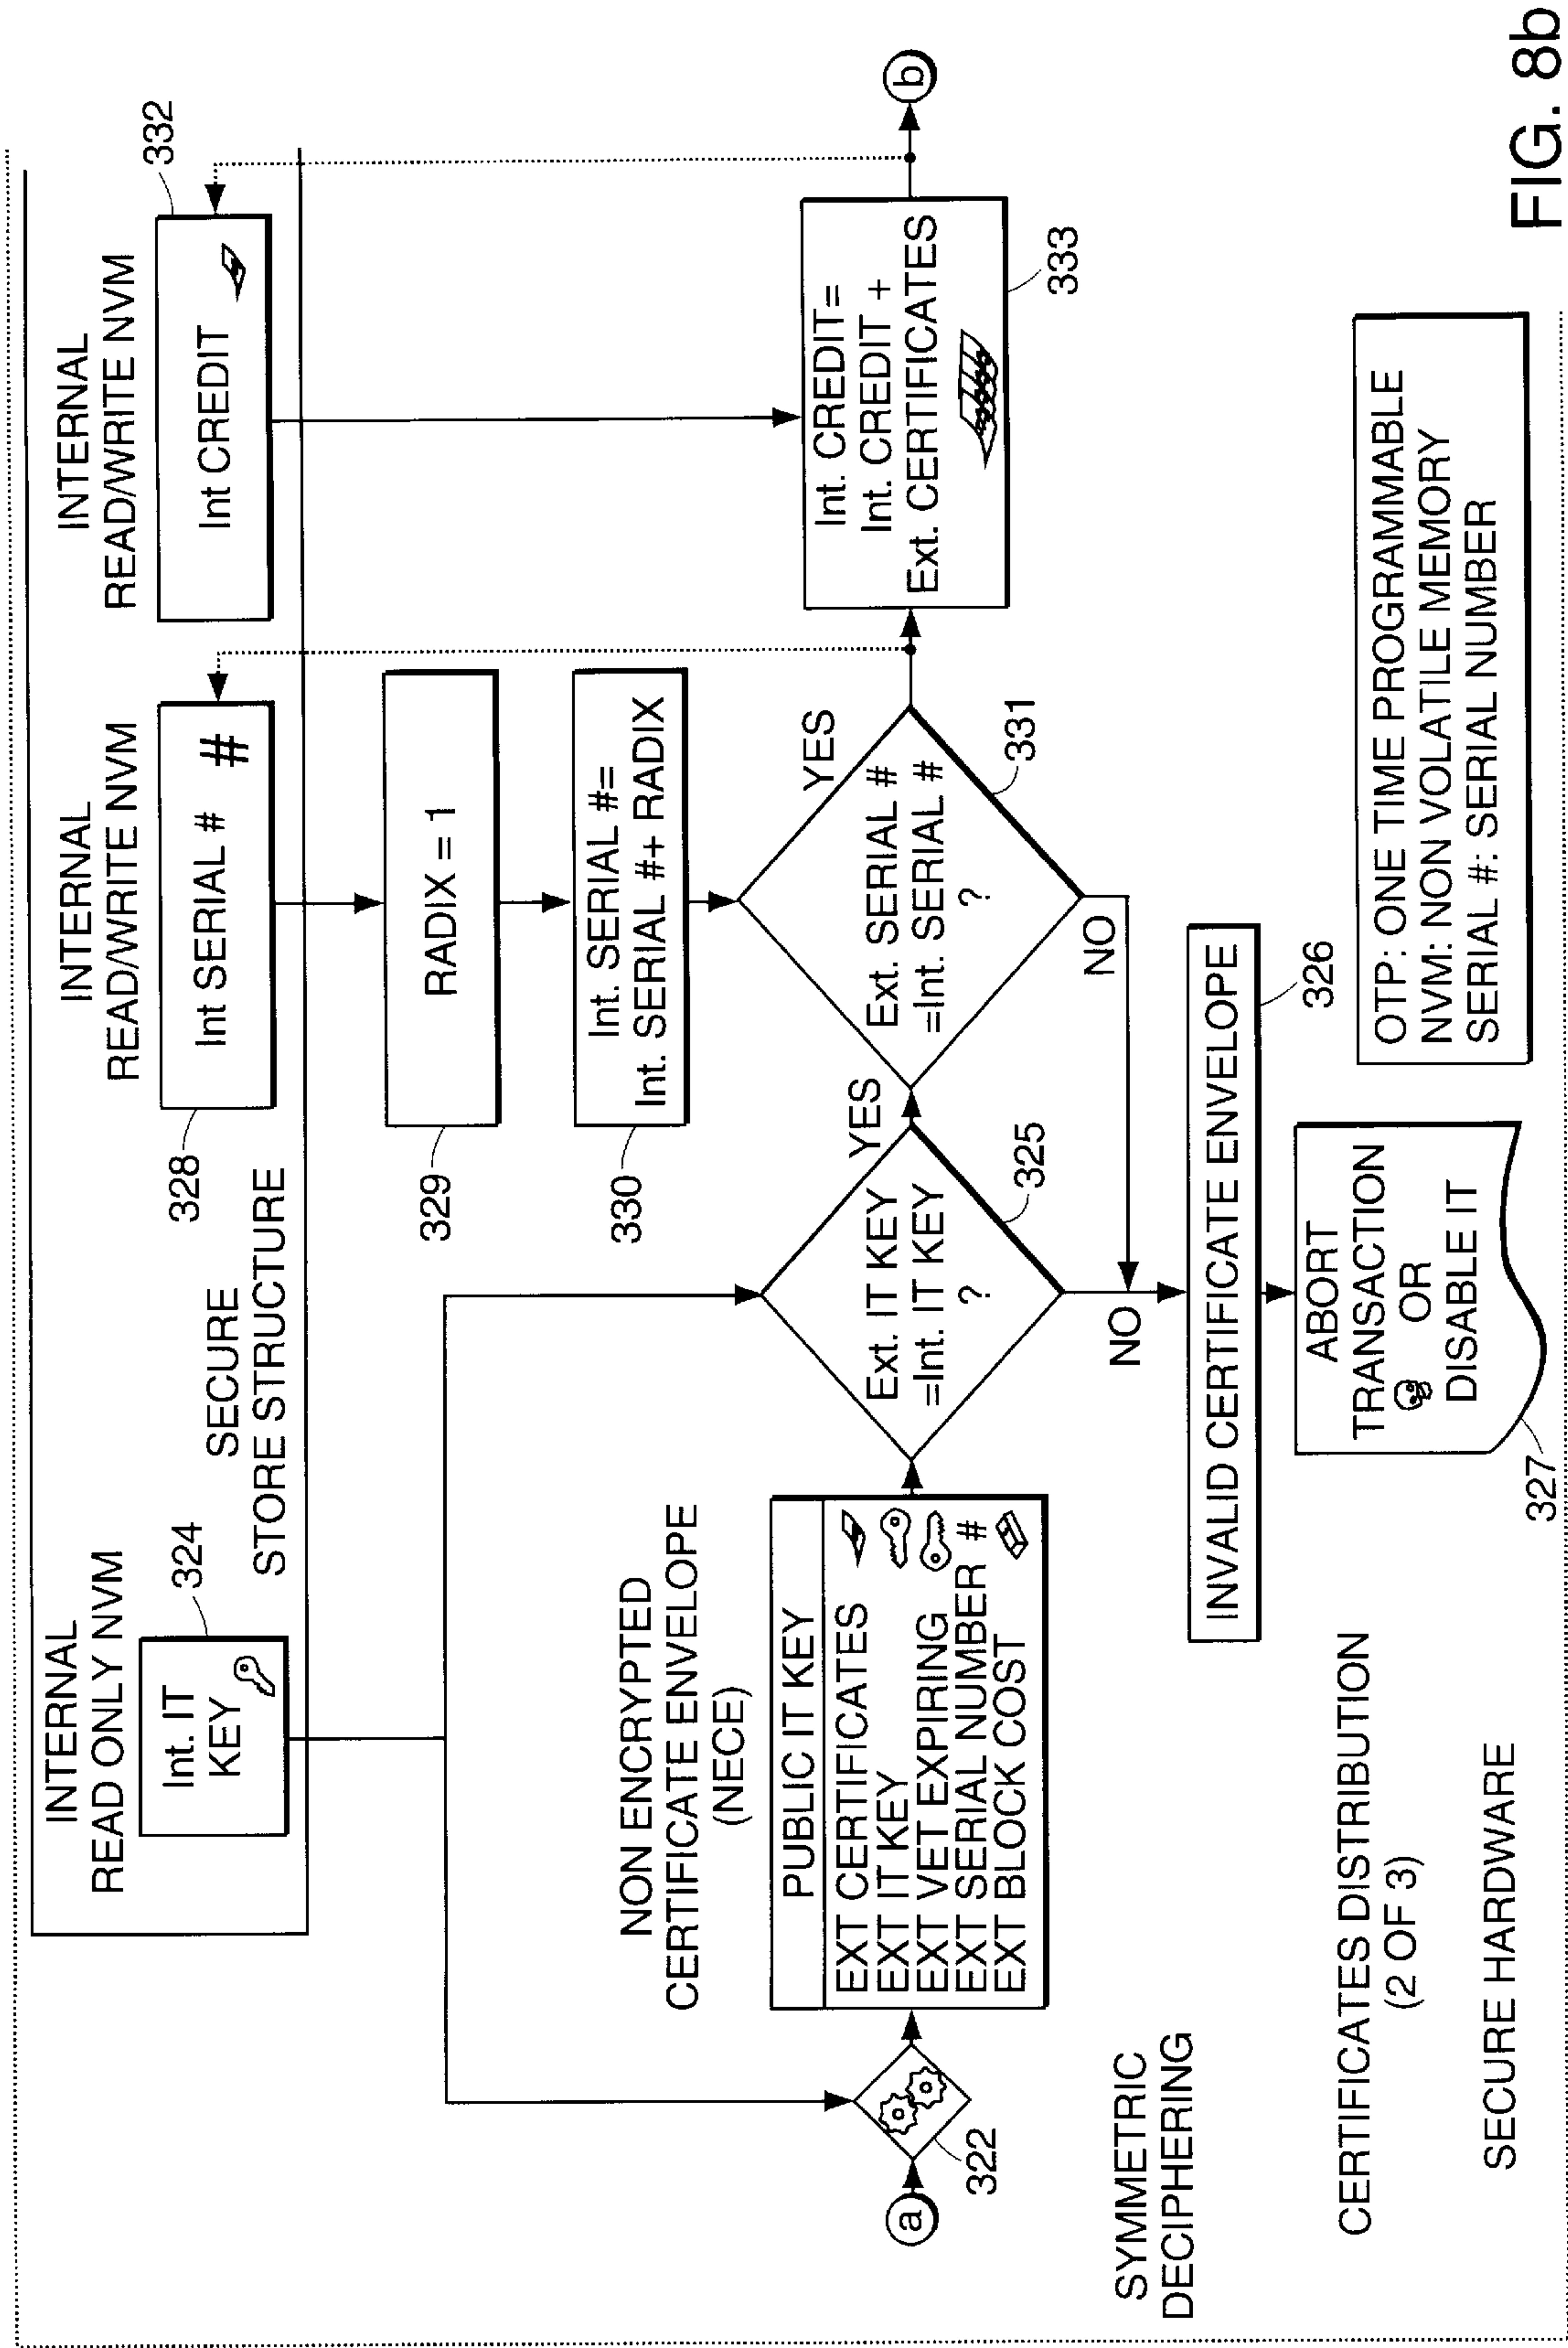 INTERNAL
READ ONLY NVM
Int. IT
KEY
324
SECURE
STORE STRUCTURE
INTERNAL
READ/WRITE NVM
Int SERIAL #
#
328
INTERNAL
READ/WRITE NVM
Int CREDIT
332
RADIX = 1
329
Int. SERIAL #=
Int. SERIAL #+ RADIX
330
NON ENCRYPTED
CERTIFICATE ENVELOPE
(NECE)
PUBLIC IT KEY
EXT CERTIFICATES
EXT IT KEY
EXT VET EXPIRING
EXT SERIAL NUMBER #
EXT BLOCK COST
a
322
SYMMETRIC
DECIPHERING
Ext. IT KEY
=Int. IT KEY
?
325
YES
NO
Ext. SERIAL #
=Int. SERIAL #
?
331
YES
NO
Int. CREDIT=
Int. CREDIT +
Ext. CERTIFICATES
333
b
INVALID CERTIFICATE ENVELOPE
326
ABORT
TRANSACTION
OR
DISABLE IT
327
CERTIFICATES DISTRIBUTION
(2 OF 3)
SECURE HARDWARE
OTP: ONE TIME PROGRAMMABLE
NVM: NON VOLATILE MEMORY
SERIAL #: SERIAL NUMBER
FIG. 8b